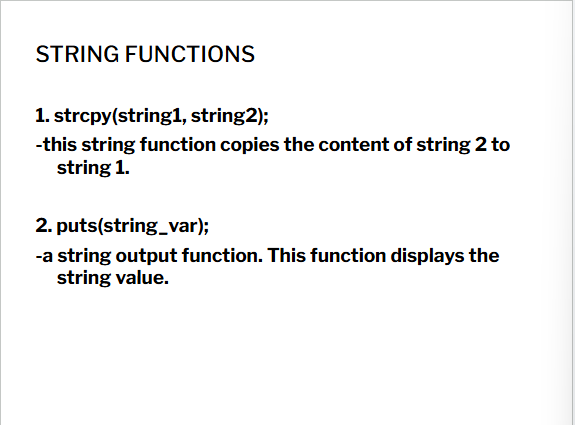 STRING FUNCTIONS
1. strcpy(string1, string2);
-this string function copies the content of string 2 to
string 1.
2. puts(string_var);
-a string output function. This function displays the
string value.